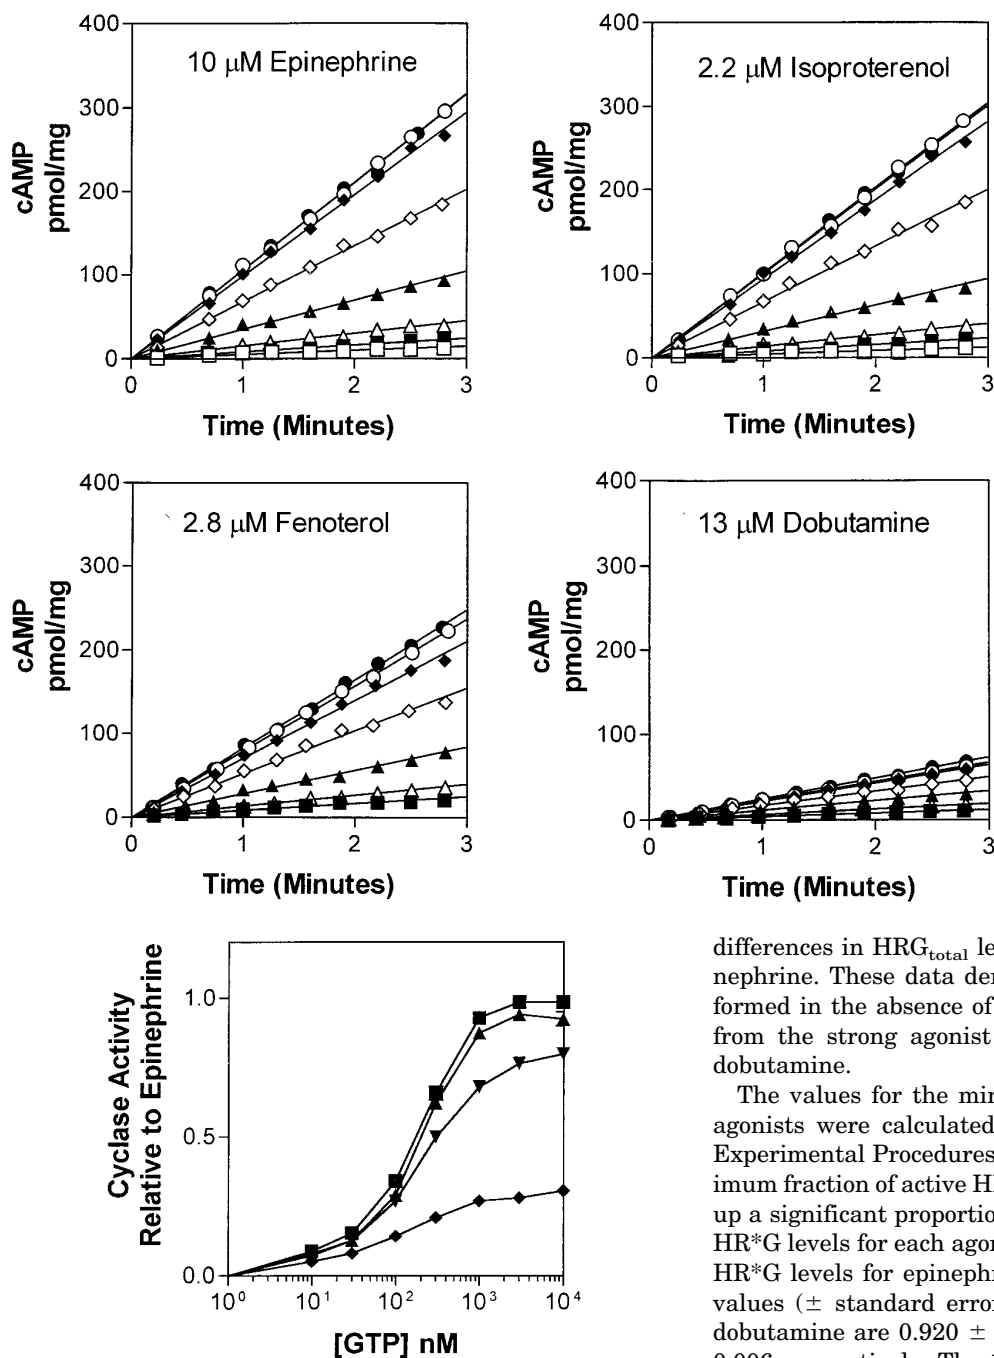 400
300
200
100
0
cAMP
pmol/mg
10 μM Epinephrine
0 1 2 3
Time (Minutes)
400
300
200
100
0
cAMP
pmol/mg
2.2 μM Isoproterenol
0 1 2 3
Time (Minutes)
400
300
200
100
0
cAMP
pmol/mg
2.8 μM Fenoterol
0 1 2 3
Time (Minutes)
400
300
200
100
0
cAMP
pmol/mg
13 μM Dobutamine
0 1 2 3
Time (Minutes)
Cyclase Activity
Relative to Epinephrine
1.0
0.5
0.0
10⁰ 10¹ 10² 10³ 10⁴
[GTP] nM
differences in HRGtotal le
nephrine. These data der
formed in the absence of
from the strong agonist
dobutamine.
The values for the min
agonists were calculated
Experimental Procedures
imum fraction of active H
up a significant proportio
HR*G levels for each agon
HR*G levels for epinephr
values (± standard error
dobutamine are 0.920 ±